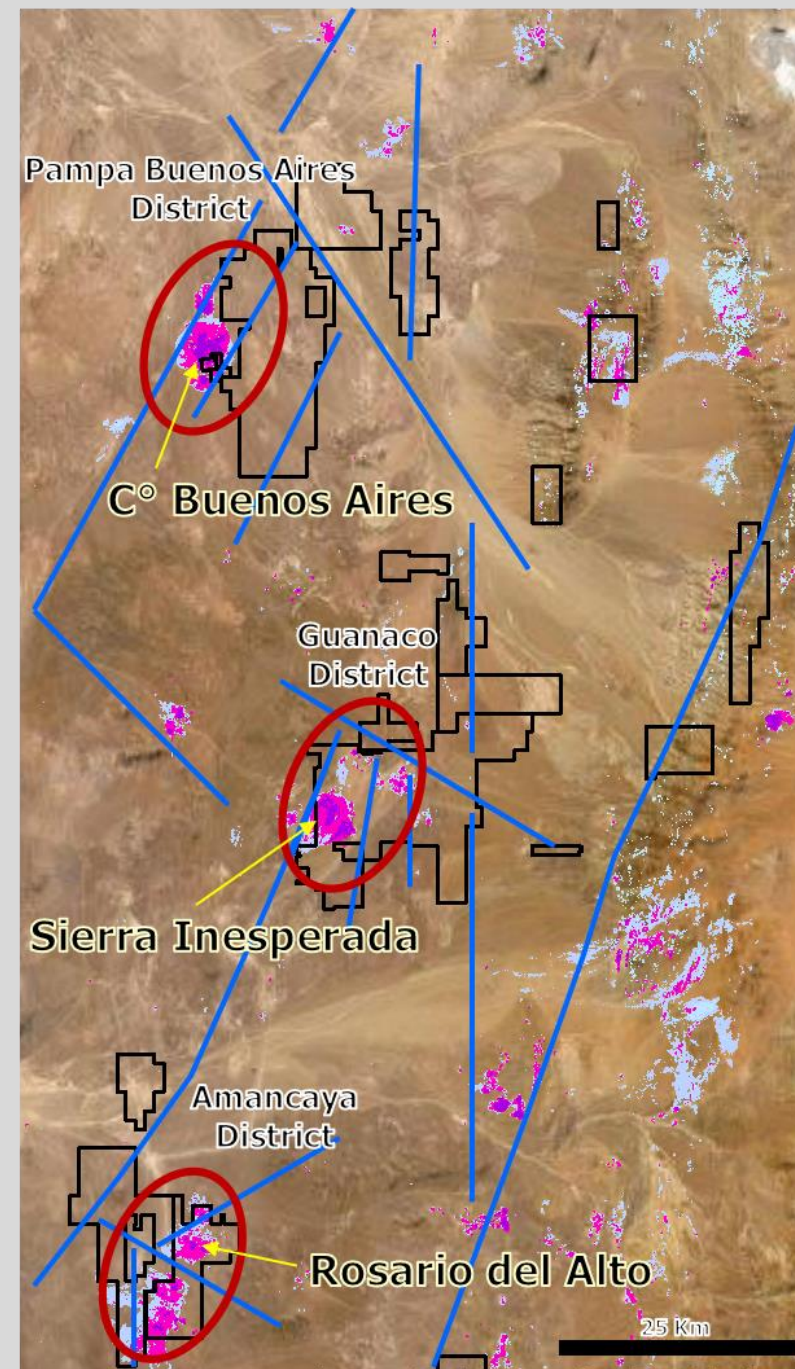 Pampa Buenos Aires
District
C° Buenos Aires
Guanaco
District
Sierra Inesperada
Amancaya
District
Rosario del Alto
25 Km